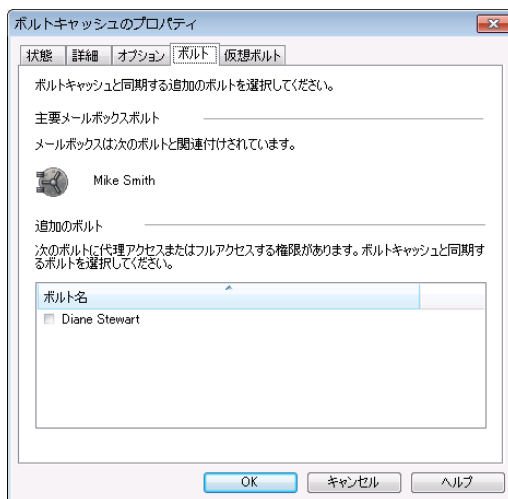 ボルトキャッシュのプロパティ
状態 詳細 オプション ボルト 仮想ボルト
ボルトキャッシュと同期する追加のボルトを選択してください。
主要メールボックスボルト
メールボックスは次のボルトと関連付けされています。
Mike Smith
追加のボルト
次のボルトに代理アクセスまたはフルアクセスする権限があります。ボルトキャッシュと同期す
るボルトを選択してください。
ボルト名
Diane Stewart
OK キャンセル ヘルプ